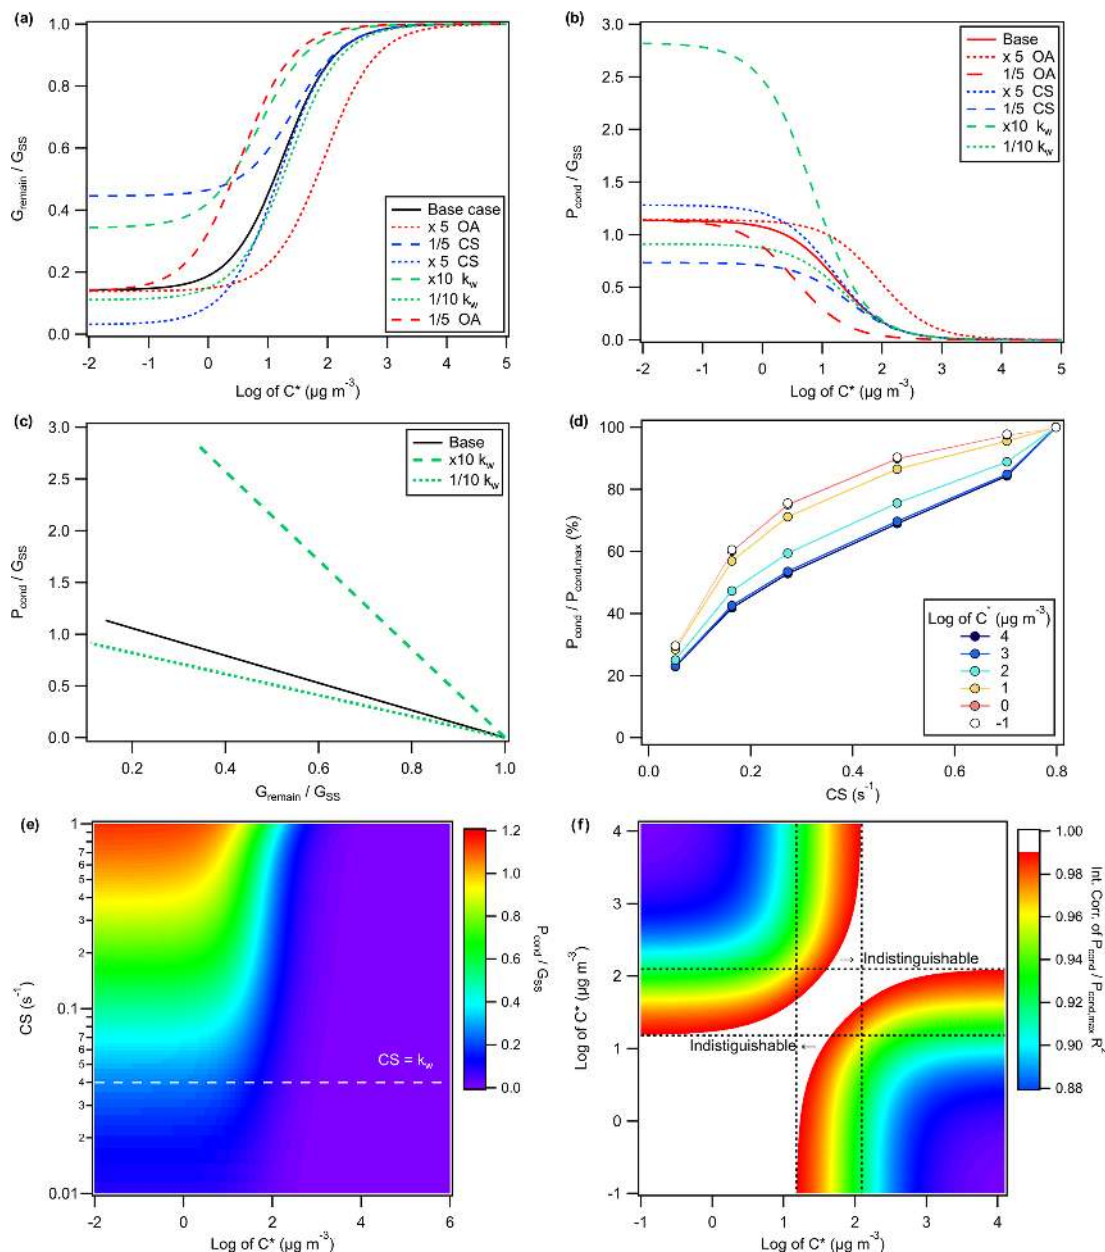 (a)
1.0
0.8
0.6
0.4
0.2
0.0
G_remain / G_SS
Base case
x 5 OA
1/5 CS
x 5 CS
x10 k_w
1/10 k_w
1/5 OA
-2 -1 0 1 2 3 4 5
Log of C* (µg m⁻³)
(b)
3.0
2.5
2.0
1.5
1.0
0.5
0.0
P_cond / G_SS
Base
x 5 OA
1/5 OA
x 5 CS
1/5 CS
x10 k_w
1/10 k_w
-2 -1 0 1 2 3 4 5
Log of C* (µg m⁻³)
(c)
3.0
2.5
2.0
1.5
1.0
0.5
0.0
P_cond / G_SS
Base
x10 k_w
1/10 k_w
0.2 0.4 0.6 0.8 1.0
G_remain / G_SS
(d)
100
80
60
40
20
0
P_cond / P_cond,max (%)
Log of C* (µg m⁻³)
4
3
2
1
0
-1
0.0 0.2 0.4 0.6 0.8
CS (s⁻¹)
(e)
1
8
7
6
5
4
3
2
0.1
8
7
6
5
4
3
2
0.01
CS (s⁻¹)
CS = k_w
-2 0 2 4 6
Log of C* (µg m⁻³)
1.2
1.0
0.8
0.6
0.4
0.2
0.0
P_cond / G_SS
(f)
4
3
2
1
0
-1
Log of C* (µg m⁻³)
→ Indistinguishable
Indistiguishable ←
-1 0 1 2 3 4
Log of C* (µg m⁻³)
1.00
0.98
0.96
0.94
0.92
0.90
0.88
Int. Corr. of P_cond / P_cond,max R²